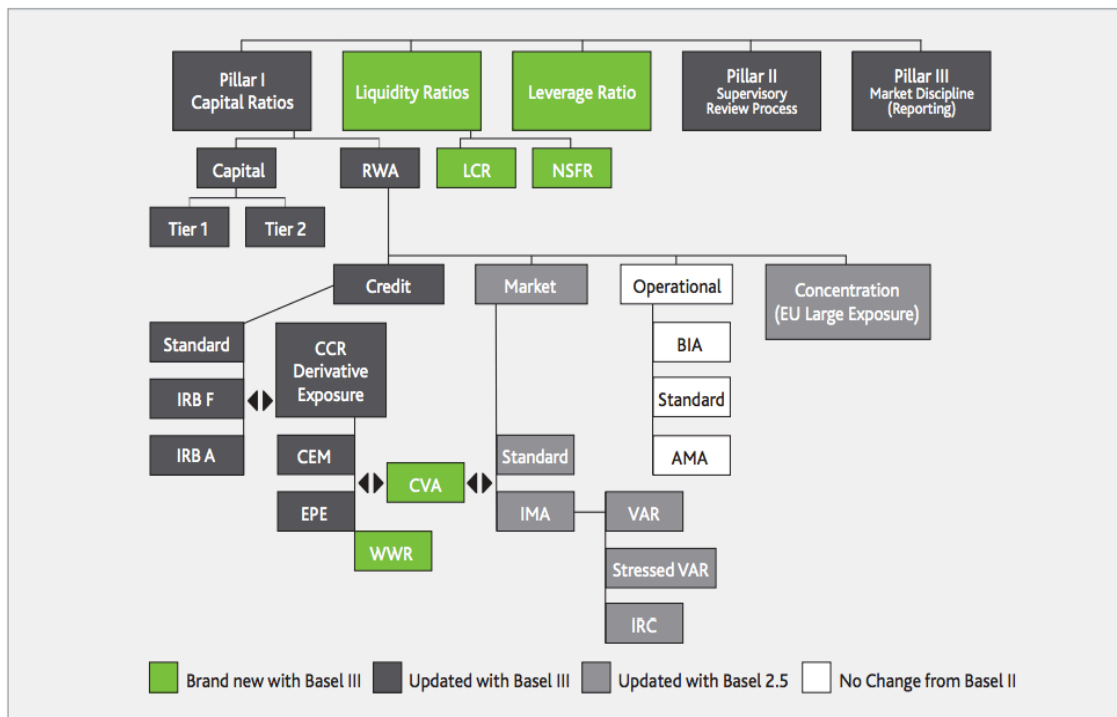 Pillar I
Capital Ratios
Liquidity Ratios
Leverage Ratio
Pillar II
Supervisory
Review Process
Pillar III
Market Discipline
(Reporting)
Capital
RWA
LCR
NSFR
Tier 1
Tier 2
Credit
Market
Operational
Concentration
(EU Large Exposure)
Standard
IRB F
IRB A
CCR
Derivative
Exposure
CEM
EPE
WWR
CVA
Standard
IMA
VAR
Stressed VAR
IRC
BIA
Standard
AMA
Brand new with Basel III
Updated with Basel III
Updated with Basel 2.5
No Change from Basel II